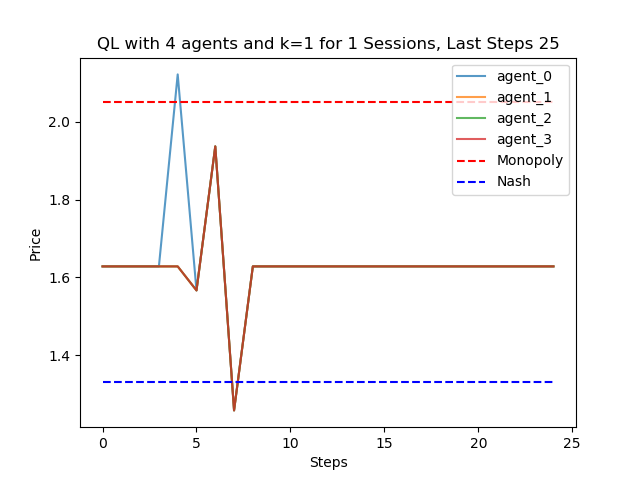 QL with 4 agents and k=1 for 1 Sessions, Last Steps 25
agent_0
agent_1
agent_2
agent_3
Monopoly
Nash
Price
2.0
1.8
1.6
1.4
0
5
10
15
20
25
Steps